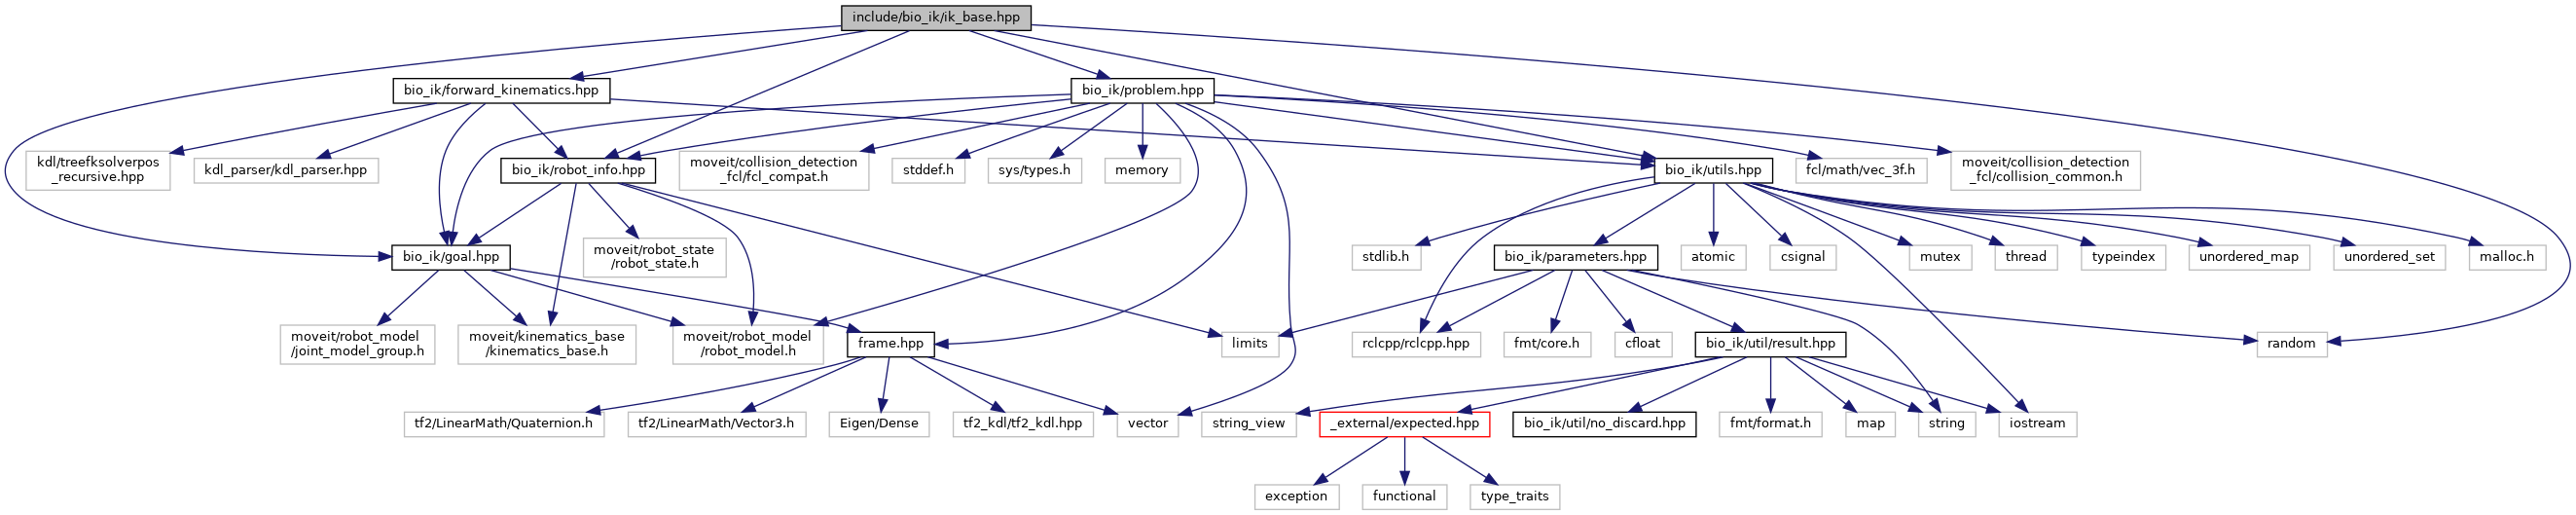 include/bio_ik/ik_base.hpp
bio_ik/forward_kinematics.hpp
bio_ik/problem.hpp
kdl/treefksolverpos
_recursive.hpp
kdl_parser/kdl_parser.hpp
bio_ik/robot_info.hpp
moveit/collision_detection
_fcl/fcl_compat.h
stddef.h
sys/types.h
memory
bio_ik/utils.hpp
fcl/math/vec_3f.h
moveit/collision_detection
_fcl/collision_common.h
bio_ik/goal.hpp
moveit/robot_state
/robot_state.h
stdlib.h
bio_ik/parameters.hpp
atomic
csignal
mutex
thread
typeindex
unordered_map
unordered_set
malloc.h
moveit/robot_model
/joint_model_group.h
moveit/kinematics_base
/kinematics_base.h
moveit/robot_model
/robot_model.h
frame.hpp
limits
rclcpp/rclcpp.hpp
fmt/core.h
cfloat
bio_ik/util/result.hpp
random
tf2/LinearMath/Quaternion.h
tf2/LinearMath/Vector3.h
Eigen/Dense
tf2_kdl/tf2_kdl.hpp
vector
string_view
_external/expected.hpp
bio_ik/util/no_discard.hpp
fmt/format.h
map
string
iostream
exception
functional
type_traits